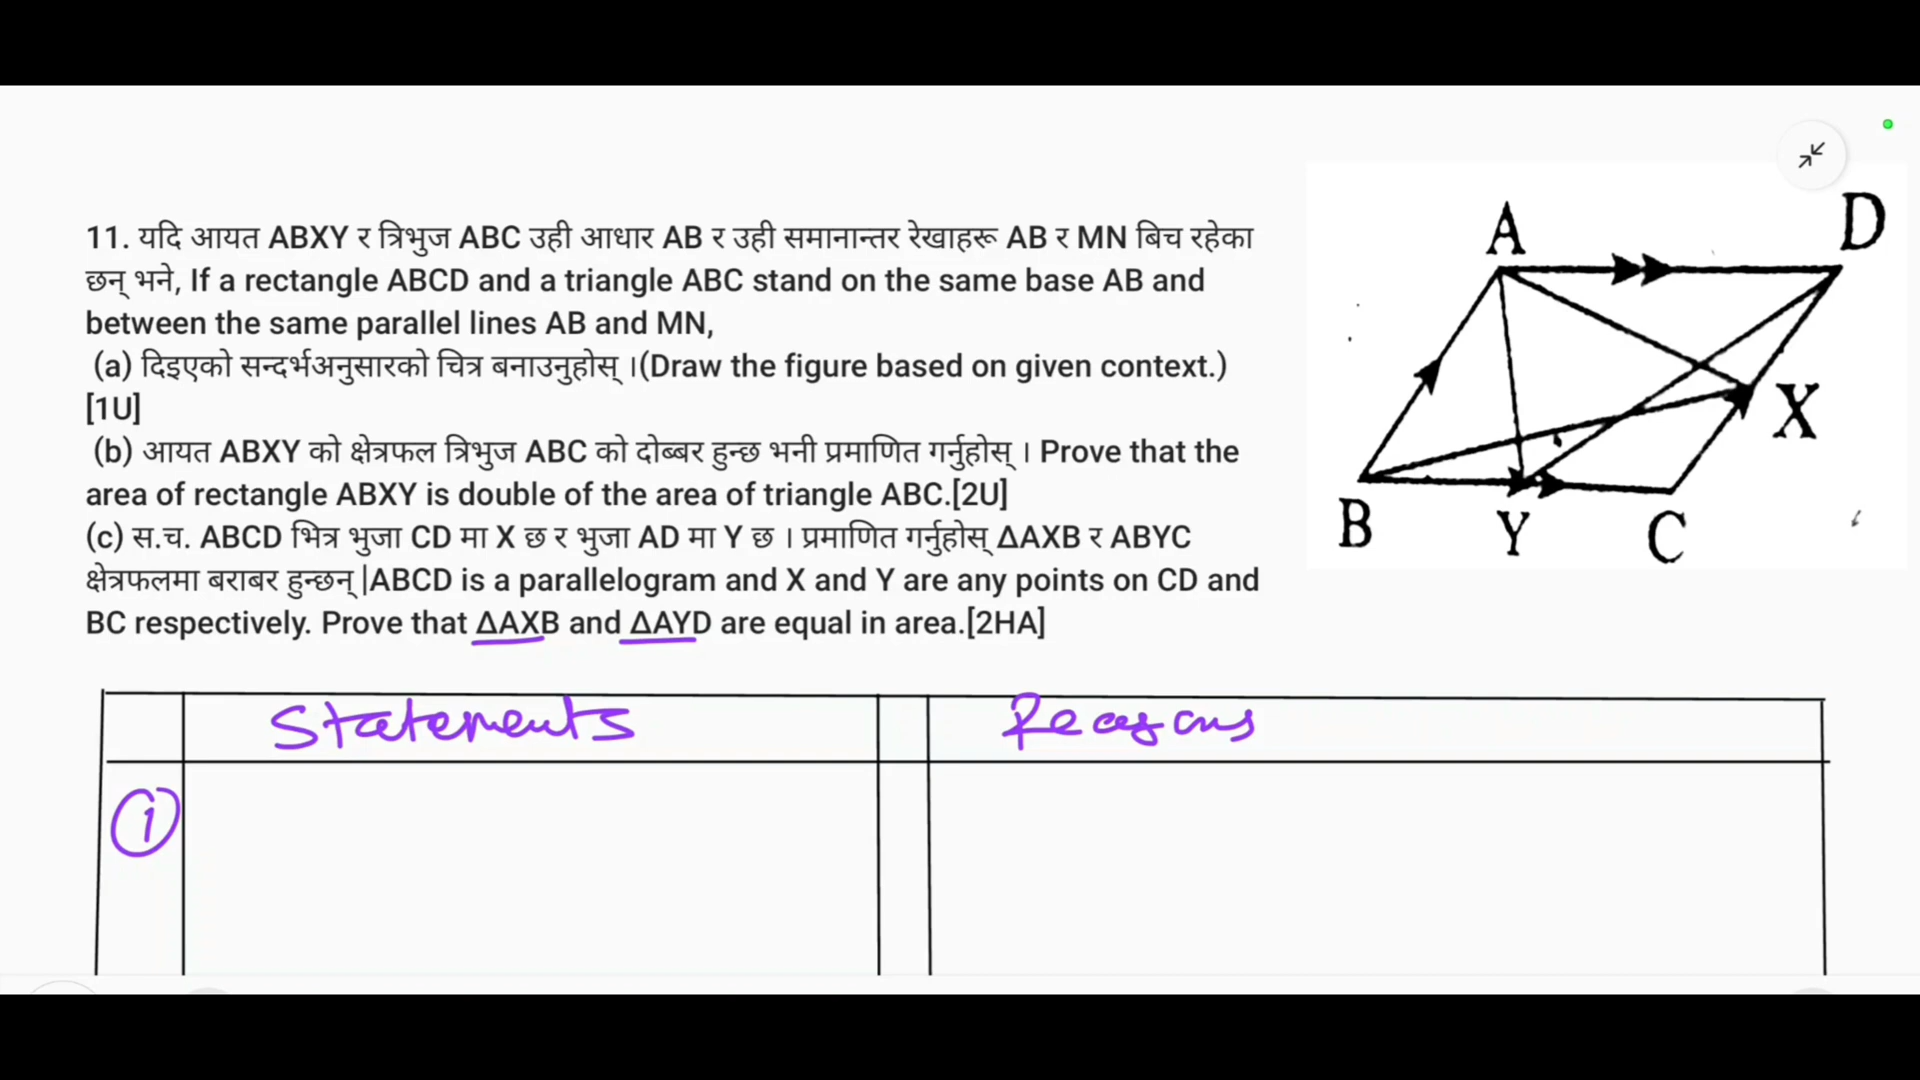 11. यदि आयत ABXY र त्रिभुज ABC उही आधार AB र उही समानान्तर रेखाहरू AB र MN बिच रहेका
छन् भने, If a rectangle ABCD and a triangle ABC stand on the same base AB and
between the same parallel lines AB and MN,
(a) दिइएको सन्दर्भअनुसारको चित्र बनाउनुहोस् ।(Draw the figure based on given context.)
[1U]
(b) आयत ABXY को क्षेत्रफल त्रिभुज ABC को दोब्बर हुन्छ भनी प्रमाणित गर्नुहोस् । Prove that the
area of rectangle ABXY is double of the area of triangle ABC.[2U]
(c) स.च. ABCD भित्र भुजा CD मा X छ र भुजा AD मा Y छ । प्रमाणित गर्नुहोस् ΔAXB र ABYC
क्षेत्रफलमा बराबर हुन्छन् |ABCD is a parallelogram and X and Y are any points on CD and
BC respectively. Prove that ΔAXB and ΔAYD are equal in area.[2HA]
A
D
X
B
Y
C
Statements
Reasons
1